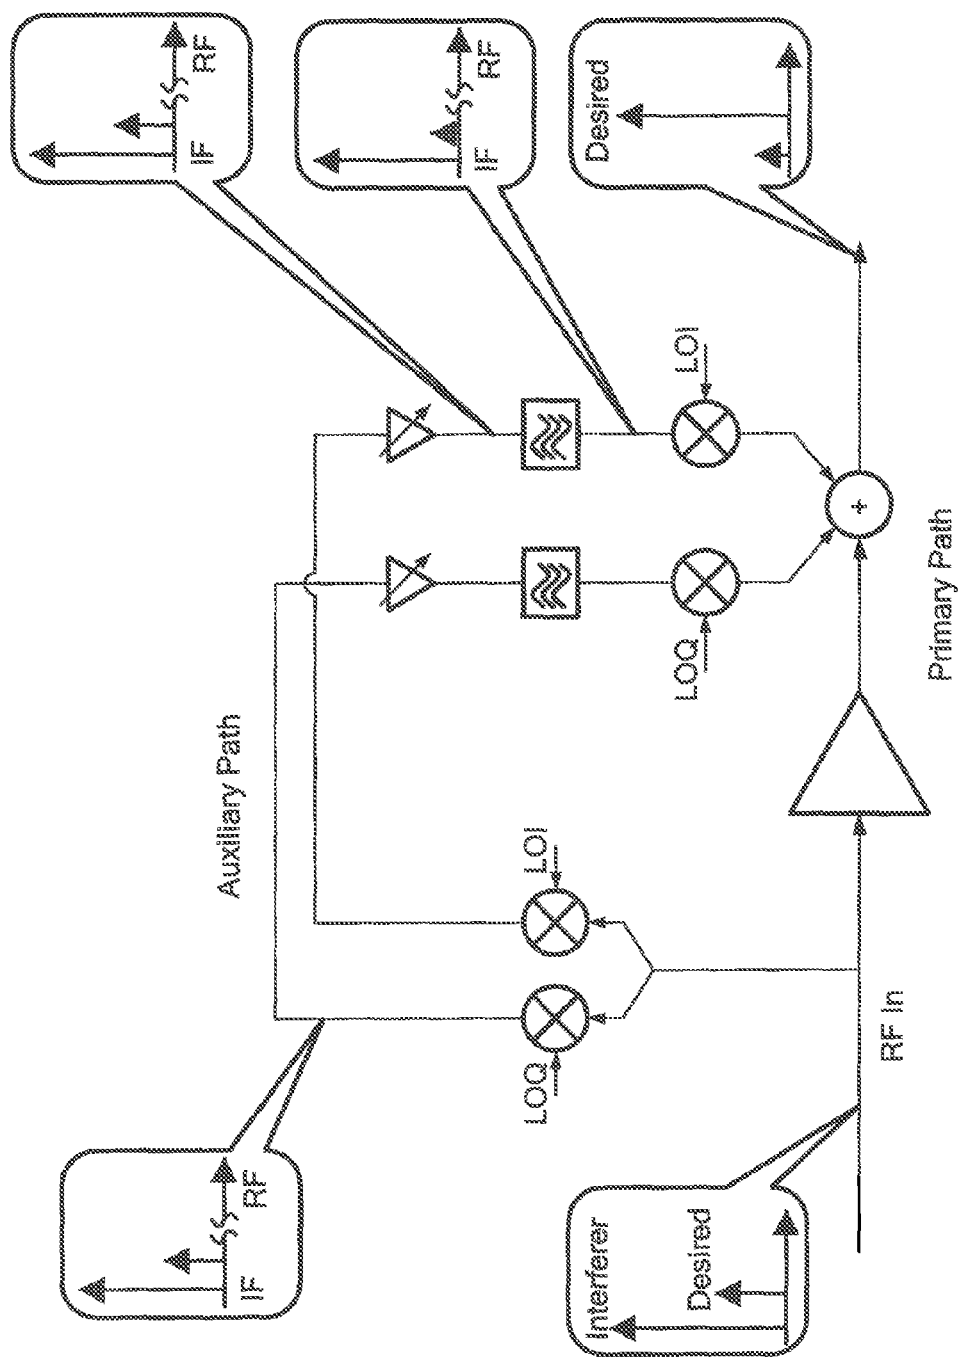 IF RF
Auxiliary Path
IF RF
IF RF
LOQ
LOI
Interferer
Desired
Desired
LOQ
LOI
+
RF In
Primary Path